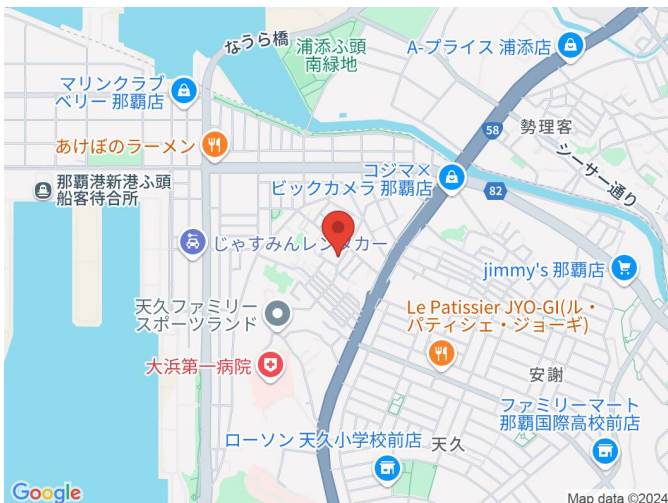 なうら橋
浦添ふ頭
南緑地
A-プライス 浦添店
マリンクラブ
ベリー 那覇店
58
勢理客
あけぼのラーメン
シーサー通り
コジマ×
ビックカメラ 那覇店
82
那覇港新港ふ頭
船客待合所
じゃすみんレンタカー
jimmy's 那覇店
天久ファミリー
スポーツランド
Le Patissier JYO-GI(ル・
パティシェ・ジョーギ)
大浜第一病院
安謝
ファミリーマート
那覇国際高校前店
ローソン 天久小学校前店
天久
Google
Map data ©2024